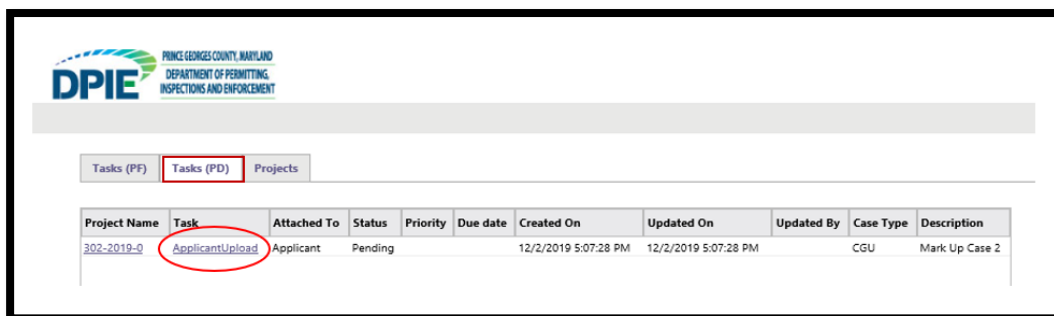 DPIE
PRINCE GEORGES COUNTY, MARYLAND
DEPARTMENT OF PERMITTING,
INSPECTIONS AND ENFORCEMENT
Tasks (PF) Tasks (PD) Projects
Project Name Task Attached To Status Priority Due date Created On Updated On Updated By Case Type Description
302-2019-0 ApplicantUpload Applicant Pending 12/2/2019 5:07:28 PM 12/2/2019 5:07:28 PM CGU Mark Up Case 2